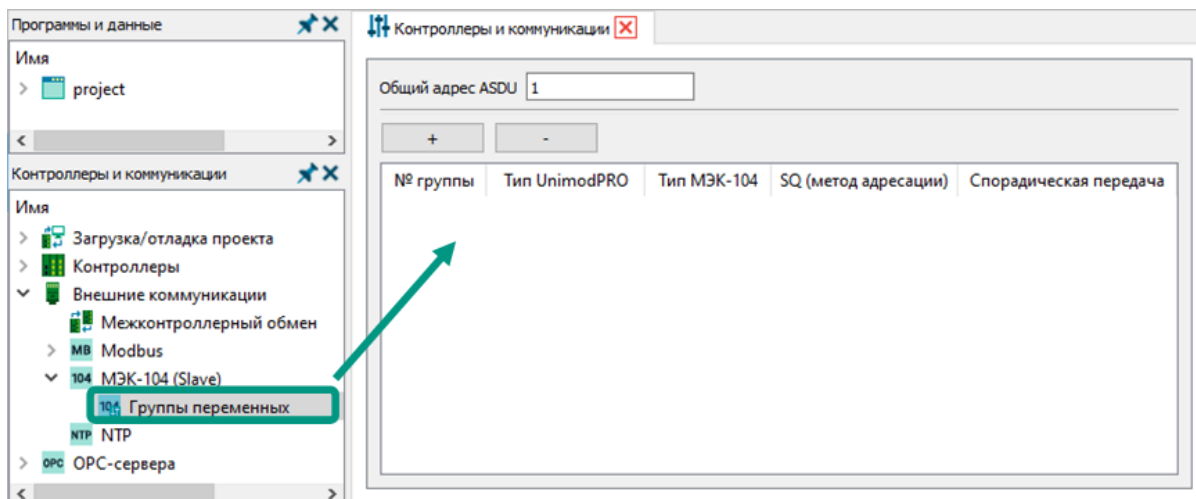 Программы и данные
Имя
project
Контроллеры и коммуникации
Имя
Загрузка/отладка проекта
Контроллеры
Внешние коммуникации
Межконтроллерный обмен
MB Modbus
104 МЭК-104 (Slave)
104 Группы переменных
NTP NTP
OPC OPC-сервера
Контроллеры и коммуникации
Общий адрес ASDU 1
+ -
№ группы Тип UnimodPRO Тип МЭК-104 SQ (метод адресации) Спорадическая передача